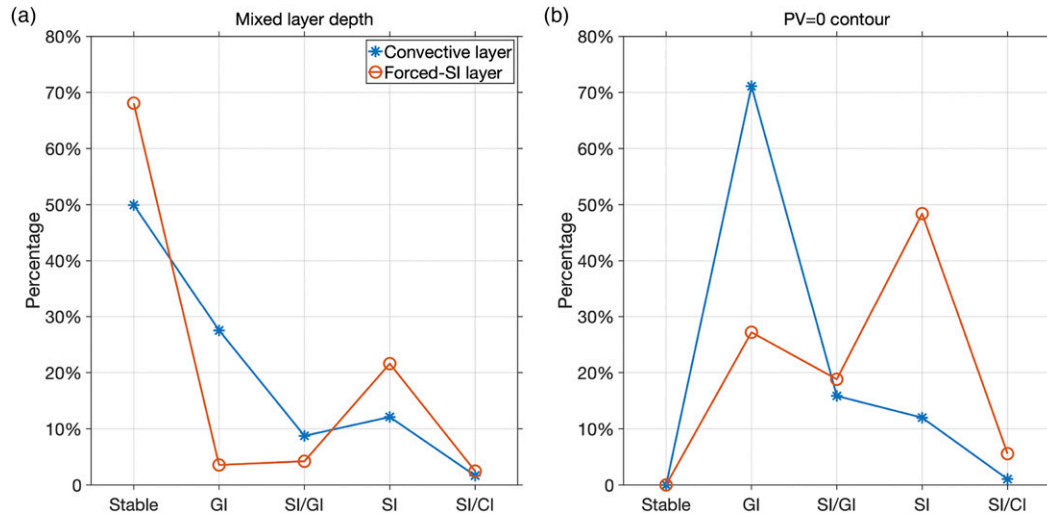 (a)
Mixed layer depth
80%
70%
60%
50%
40%
30%
20%
10%
0
Percentage
Convective layer
Forced-SI layer
Stable
GI
SI/GI
SI
SI/CI
(b)
PV=0 contour
80%
70%
60%
50%
40%
30%
20%
10%
0
Percentage
Stable
GI
SI/GI
SI
SI/CI